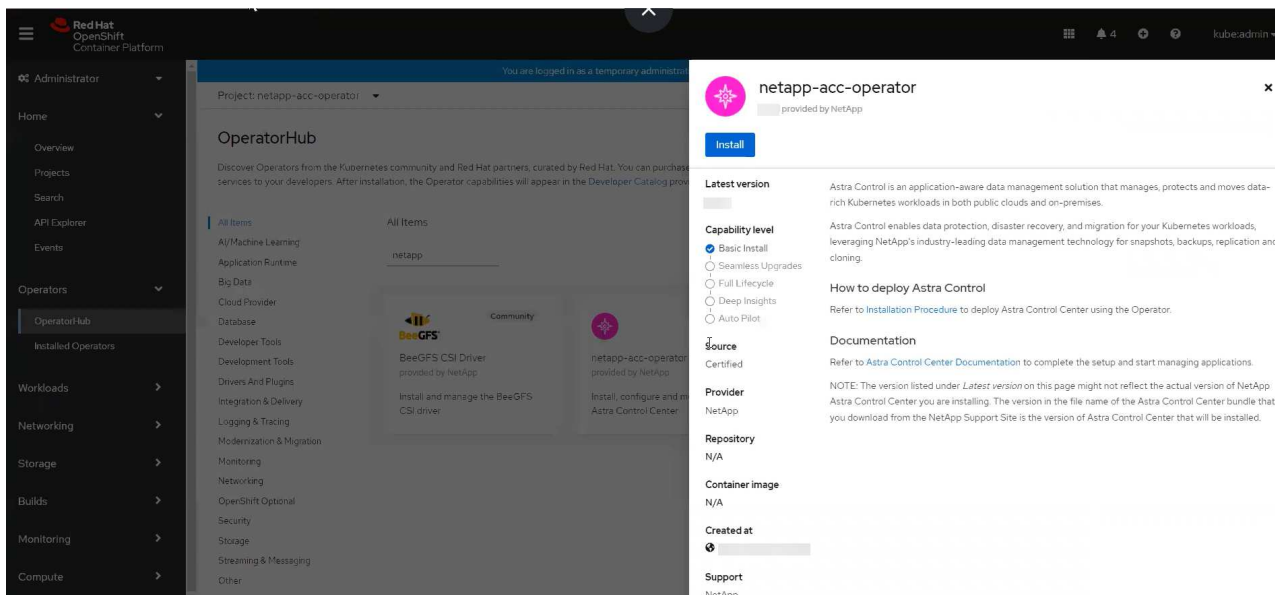 Red Hat
OpenShift
Container Platform
4
kube:admin
You are logged in as a temporary administrat
Administrator
Home
Overview
Projects
Search
API Explorer
Events
Operators
OperatorHub
Installed Operators
Workloads
Networking
Storage
Builds
Monitoring
Compute
Project: netapp-acc-operator
OperatorHub
Discover Operators from the Kubernetes community and Red Hat partners, curated by Red Hat. You can purchase
services to your developers. After installation, the Operator capabilities will appear in the Developer Catalog prov
All Items
AI/Machine Learning
Application Runtime
Big Data
Cloud Provider
Database
Developer Tools
Development Tools
Drivers And Plugins
Integration & Delivery
Logging & Tracing
Modernization & Migration
Monitoring
Networking
OpenShift Optional
Security
Storage
Streaming & Messaging
Other
All Items
netapp
Community
BeeGFS
BeeGFS CSI Driver
provided by NetApp
Install and manage the BeeGFS
CSI driver
netapp-acc-operator
provided by NetApp
Install, configure and m
Astra Control Center
netapp-acc-operator
provided by NetApp
Install
Latest version
Capability level
Basic Install
Seamless Upgrades
Full Lifecycle
Deep Insights
Auto Pilot
Source
Certified
Provider
NetApp
Repository
N/A
Container image
N/A
Created at
Support
NetApp
Astra Control is an application-aware data management solution that manages, protects and moves data-
rich Kubernetes workloads in both public clouds and on-premises.
Astra Control enables data protection, disaster recovery, and migration for your Kubernetes workloads,
leveraging NetApp's industry-leading data management technology for snapshots, backups, replication and
cloning.
How to deploy Astra Control
Refer to Installation Procedure to deploy Astra Control Center using the Operator.
Documentation
Refer to Astra Control Center Documentation to complete the setup and start managing applications.
NOTE: The version listed under Latest version on this page might not reflect the actual version of NetApp
Astra Control Center you are installing. The version in the file name of the Astra Control Center bundle that
you download from the NetApp Support Site is the version of Astra Control Center that will be installed.